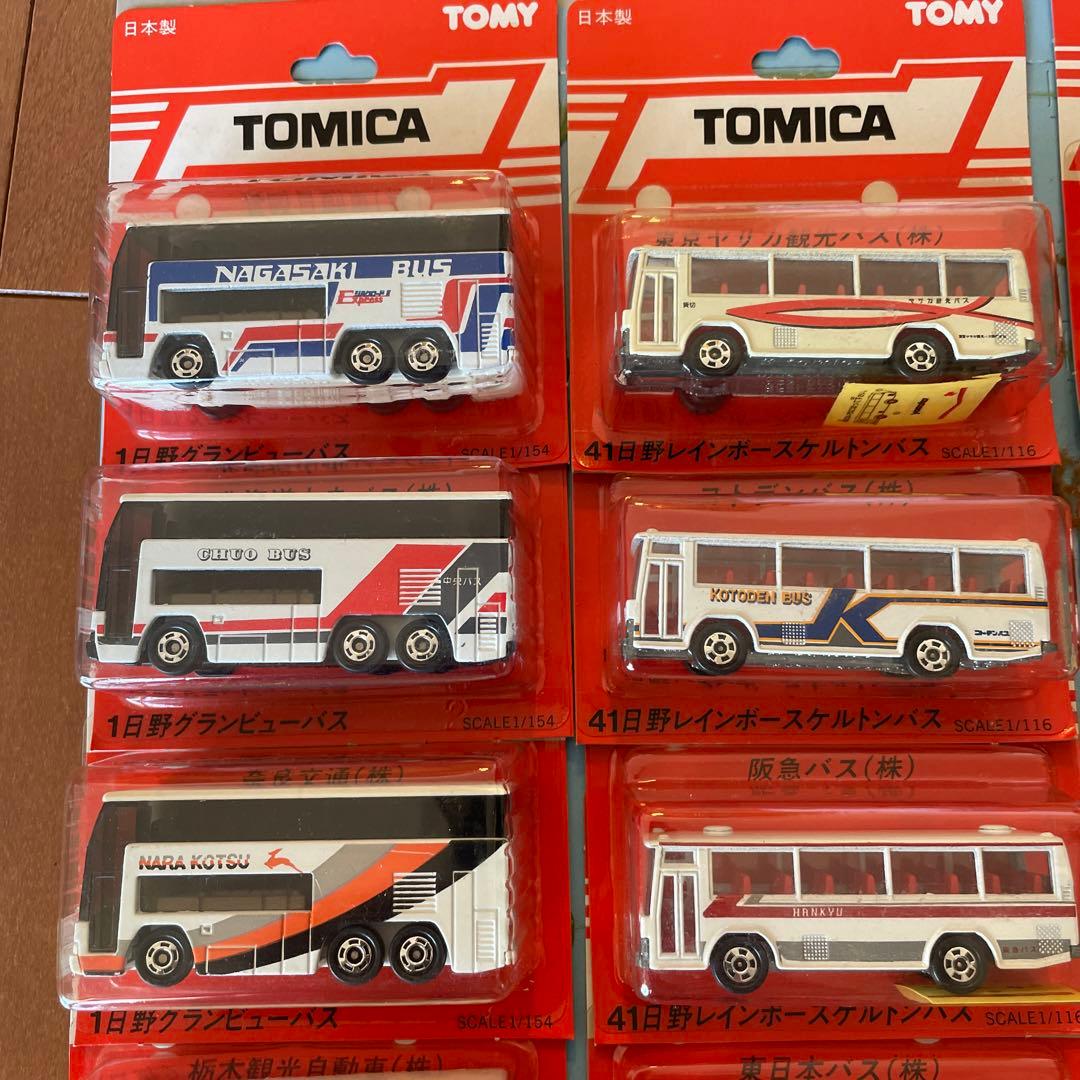 日本製
TOMY
TOMICA
NAGASAKI BUS
Express
1日野グランビューバス
SCALE1/154
TOMY
TOMICA
東京ヤサカ観光バス(株)
貸切
ヤサカ観光バス
41日野レインボースケルトンバス
SCALE1/116
CHUO BUS
中央バス
1日野グランビューバス
SCALE1/154
コトデンバス(株)
KOTODEN BUS
K
コトデンバス
41日野レインボースケルトンバス
SCALE1/116
奈良交通(株)
NARA KOTSU
1日野グランビューバス
SCALE1/154
阪急バス(株)
HANKYU
阪急バス
41日野レインボースケルトンバス
SCALE1/116
栃木観光自動車(株)
東日本バス(株)